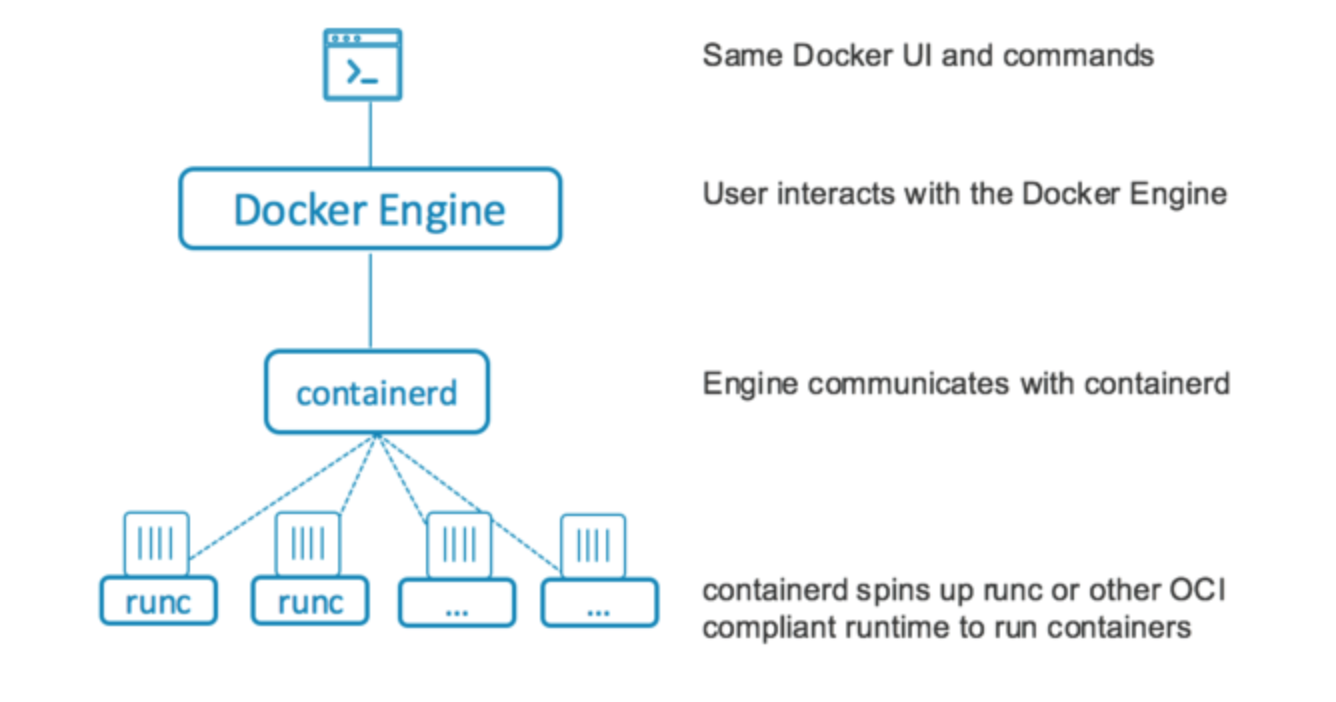 Same Docker UI and commands
Docker Engine
User interacts with the Docker Engine
containerd
Engine communicates with containerd
runc
runc
...
...
containerd spins up runc or other OCI
compliant runtime to run containers